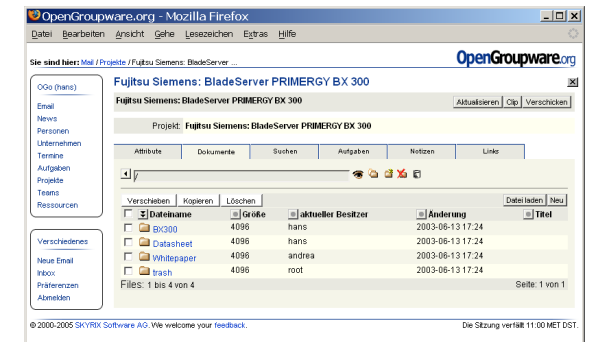 OpenGroupware.org - Mozilla Firefox
Datei Bearbeiten Ansicht Gehe Lesezeichen Extras Hilfe
Sie sind hier: Mail / Projekte / Fujitsu Siemens: BladeServer ...
OpenGroupware.org
OGo (hans)
Email
News
Personen
Unternehmen
Termine
Aufgaben
Projekte
Teams
Ressourcen
Verschiedenes
Neue Email
Inbox
Präferenzen
Abmelden
Fujitsu Siemens: BladeServer PRIMERGY BX 300
Fujitsu Siemens: BladeServer PRIMERGY BX 300 Aktualisieren Clip Verschicken
Projekt: Fujitsu Siemens: BladeServer PRIMERGY BX 300
Attribute Dokumente Suchen Aufgaben Notizen Links
/
Verschieben Kopieren Löschen Datei laden Neu
Dateiname Größe aktueller Besitzer Änderung Titel
BX300 4096 hans 2003-06-13 17:24
Datasheet 4096 hans 2003-06-13 17:24
Whitepaper 4096 andrea 2003-06-13 17:24
trash 4096 root 2003-06-13 17:24
Files: 1 bis 4 von 4 Seite: 1 von 1
© 2000-2005 SKYRIX Software AG. We welcome your feedback. Die Sitzung verfällt 11:00 MET DST.